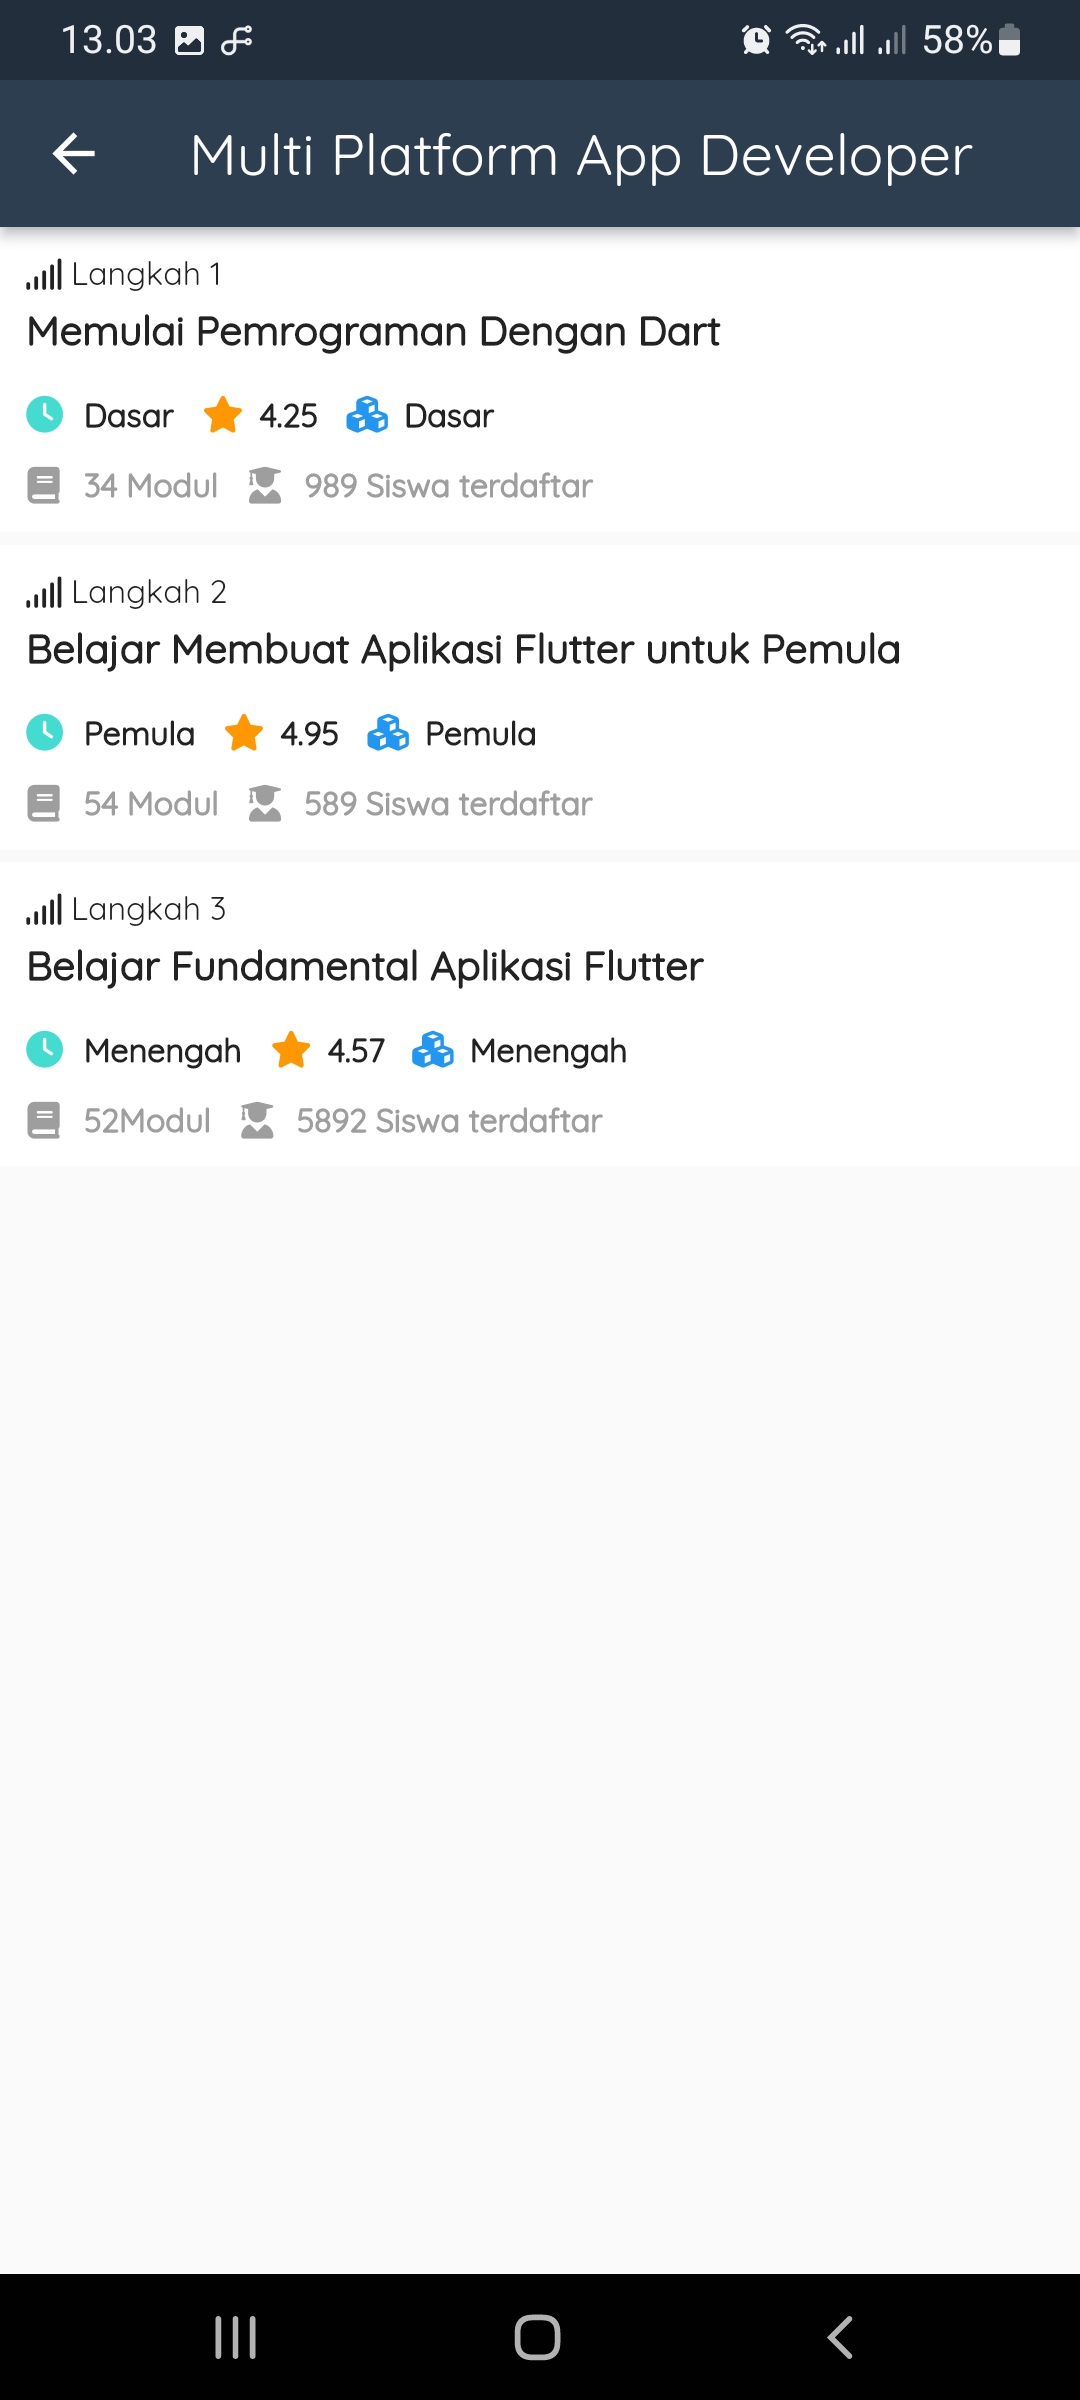 13.03 58%
Multi Platform App Developer
Langkah 1
Memulai Pemrograman Dengan Dart
Dasar 4.25 Dasar
34 Modul 989 Siswa terdaftar
Langkah 2
Belajar Membuat Aplikasi Flutter untuk Pemula
Pemula 4.95 Pemula
54 Modul 589 Siswa terdaftar
Langkah 3
Belajar Fundamental Aplikasi Flutter
Menengah 4.57 Menengah
52Modul 5892 Siswa terdaftar